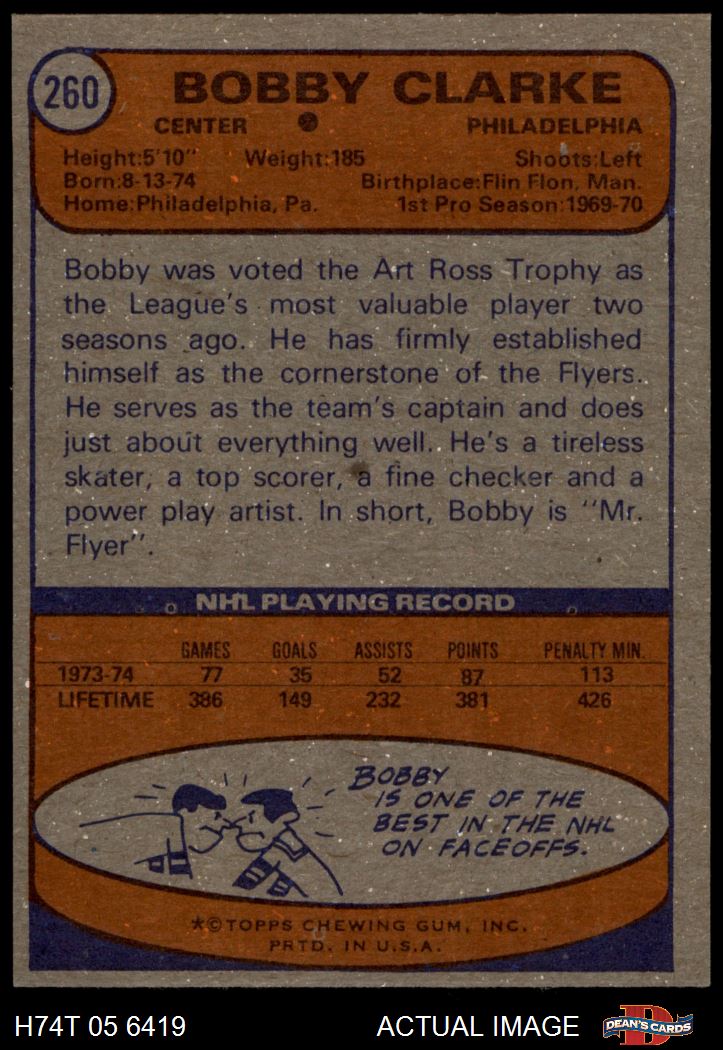 260
BOBBY CLARKE
CENTER PHILADELPHIA
Height:5'10" Weight:185 Shoots:Left
Born:8-13-74 Birthplace:Flin Flon, Man.
Home:Philadelphia, Pa. 1st Pro Season:1969-70
Bobby was voted the Art Ross Trophy as
the League's most valuable player two
seasons ago. He has firmly established
himself as the cornerstone of the Flyers.
He serves as the team's captain and does
just about everything well. He's a tireless
skater, a top scorer, a fine checker and a
power play artist. In short, Bobby is "Mr.
Flyer".
NHL PLAYING RECORD
GAMES GOALS ASSISTS POINTS PENALTY MIN.
1973-74 77 35 52 87 113
LIFETIME 386 149 232 381 426
BOBBY
IS ONE OF THE
BEST IN THE NHL
ON FACEOFFS.
*©TOPPS CHEWING GUM, INC.
PRTD. IN U.S.A.
H74T 05 6419 ACTUAL IMAGE D DEAN'S CARDS